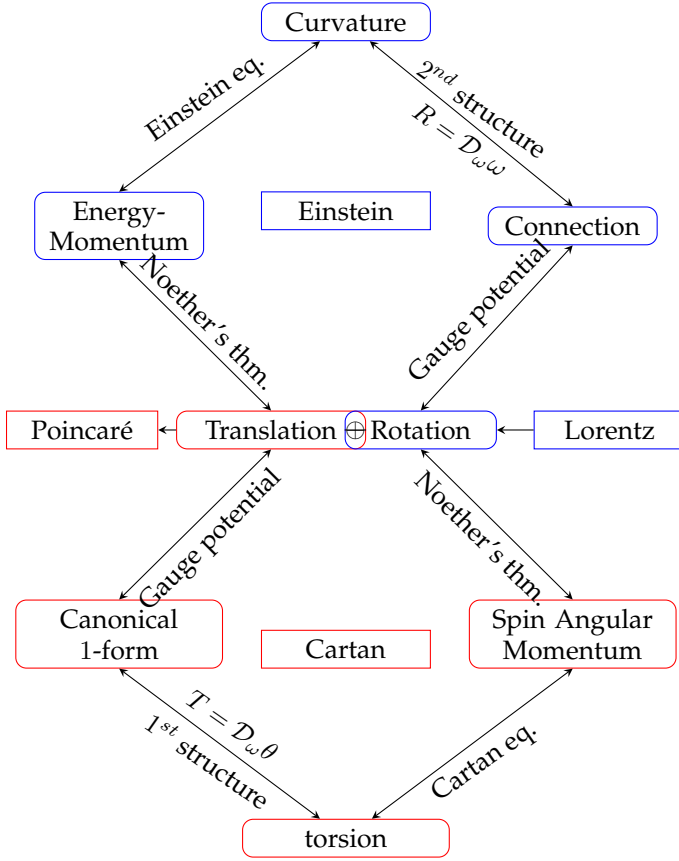 Curvature
Einstein eq.
2nd structure
R = 𝒟ωω
Energy-
Momentum
Einstein
Connection
Noether's thm.
Gauge potential
Poincaré
Translation ⊕ Rotation
Lorentz
Gauge potential
Noether's thm.
Canonical
1-form
Cartan
Spin Angular
Momentum
T = 𝒟ωθ
1st structure
Cartan eq.
torsion